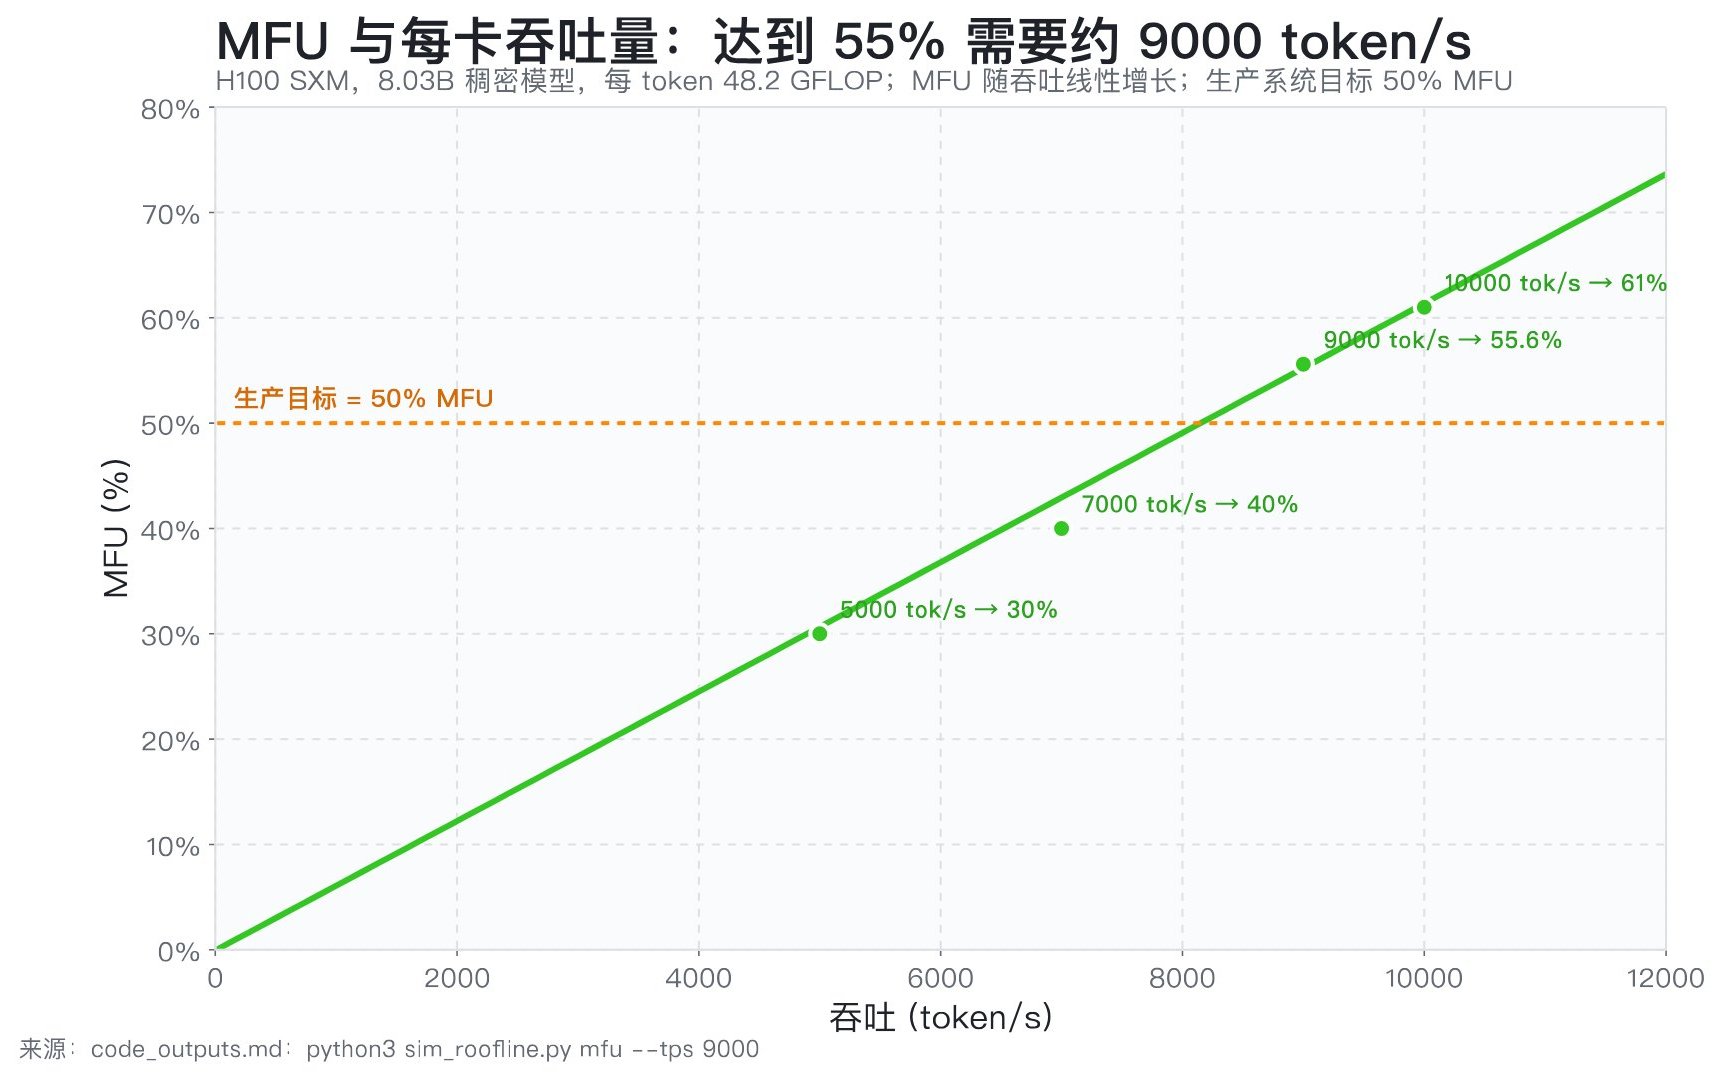 MFU 与每卡吞吐量：达到 55% 需要约 9000 token/s
H100 SXM，8.03B 稠密模型，每 token 48.2 GFLOP；MFU 随吞吐线性增长；生产系统目标 50% MFU
80%
70%
10000 tok/s → 61%
60%
9000 tok/s → 55.6%
生产目标 = 50% MFU
50%
7000 tok/s → 40%
40%
5000 tok/s → 30%
30%
20%
10%
0%
MFU (%)
0 2000 4000 6000 8000 10000 12000
吞吐 (token/s)
来源：code_outputs.md：python3 sim_roofline.py mfu --tps 9000